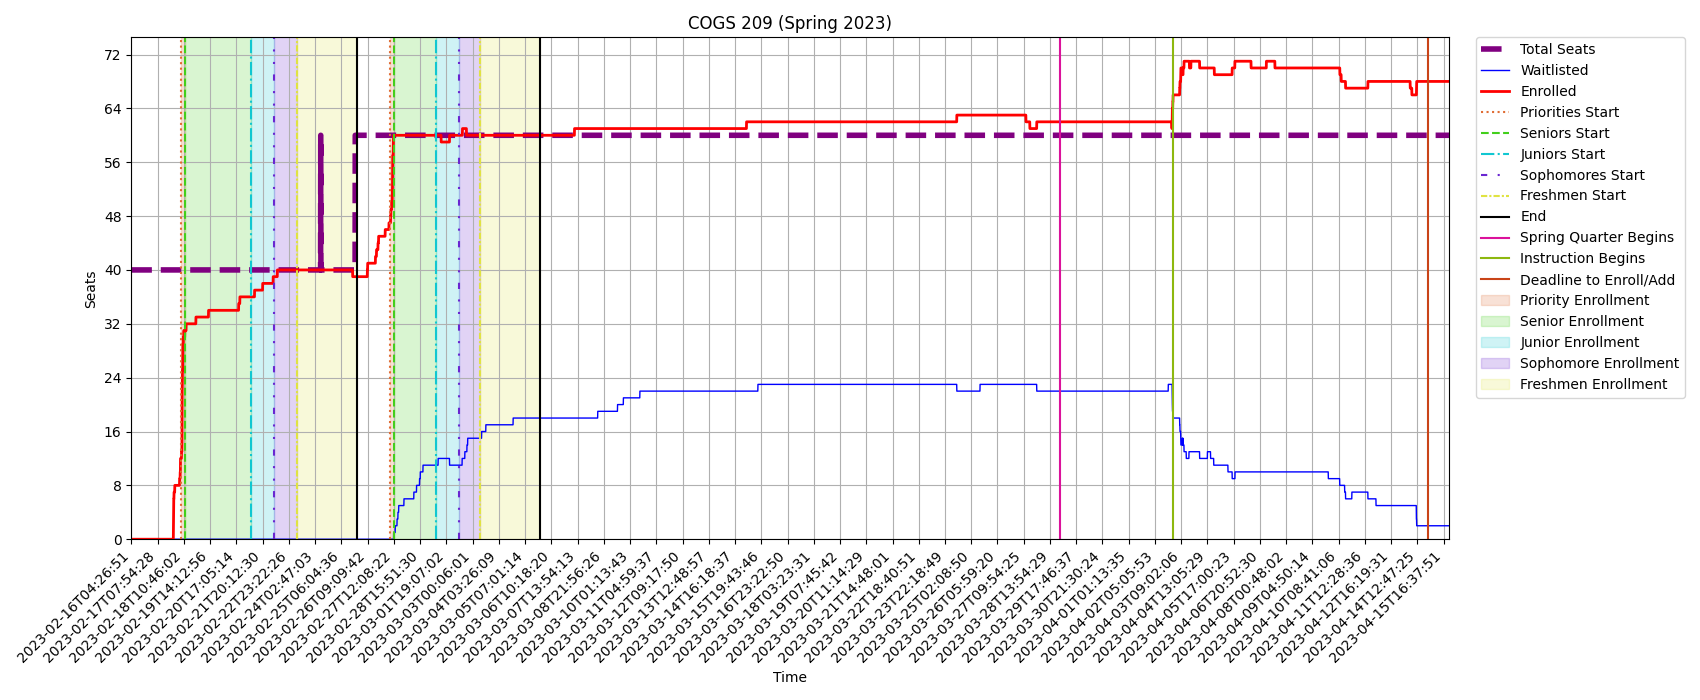 COGS 209 (Spring 2023)
Seats
72
64
56
48
40
32
24
16
8
0
2023-02-16T04:26:51
2023-02-17T07:54:28
2023-02-18T10:46:02
2023-02-19T14:12:56
2023-02-20T17:05:14
2023-02-21T20:12:30
2023-02-22T23:22:26
2023-02-24T02:47:03
2023-02-25T06:04:36
2023-02-26T09:09:42
2023-02-27T12:08:22
2023-02-28T15:51:30
2023-03-01T19:07:02
2023-03-03T00:06:01
2023-03-04T03:26:05
2023-03-05T07:01:14
2023-03-06T10:18:20
2023-03-07T13:54:13
2023-03-08T21:56:26
2023-03-10T01:13:43
2023-03-11T04:59:37
2023-03-12T09:17:50
2023-03-13T12:48:57
2023-03-14T16:18:37
2023-03-15T19:43:46
2023-03-16T23:22:50
2023-03-18T03:23:31
2023-03-19T07:45:42
2023-03-20T11:14:29
2023-03-21T14:48:01
2023-03-22T18:40:51
2023-03-23T22:18:49
2023-03-25T02:08:50
2023-03-26T05:59:20
2023-03-27T09:54:25
2023-03-28T13:54:29
2023-03-29T17:46:37
2023-03-30T21:30:24
2023-04-01T01:13:35
2023-04-02T05:05:53
2023-04-03T09:02:06
2023-04-04T13:05:29
2023-04-05T17:00:23
2023-04-06T20:52:30
2023-04-08T00:48:02
2023-04-09T04:50:14
2023-04-10T08:41:06
2023-04-11T12:28:36
2023-04-12T16:19:31
2023-04-14T12:47:25
2023-04-15T16:37:51
Time
Total Seats
Waitlisted
Enrolled
Priorities Start
Seniors Start
Juniors Start
Sophomores Start
Freshmen Start
End
Spring Quarter Begins
Instruction Begins
Deadline to Enroll/Add
Priority Enrollment
Senior Enrollment
Junior Enrollment
Sophomore Enrollment
Freshmen Enrollment